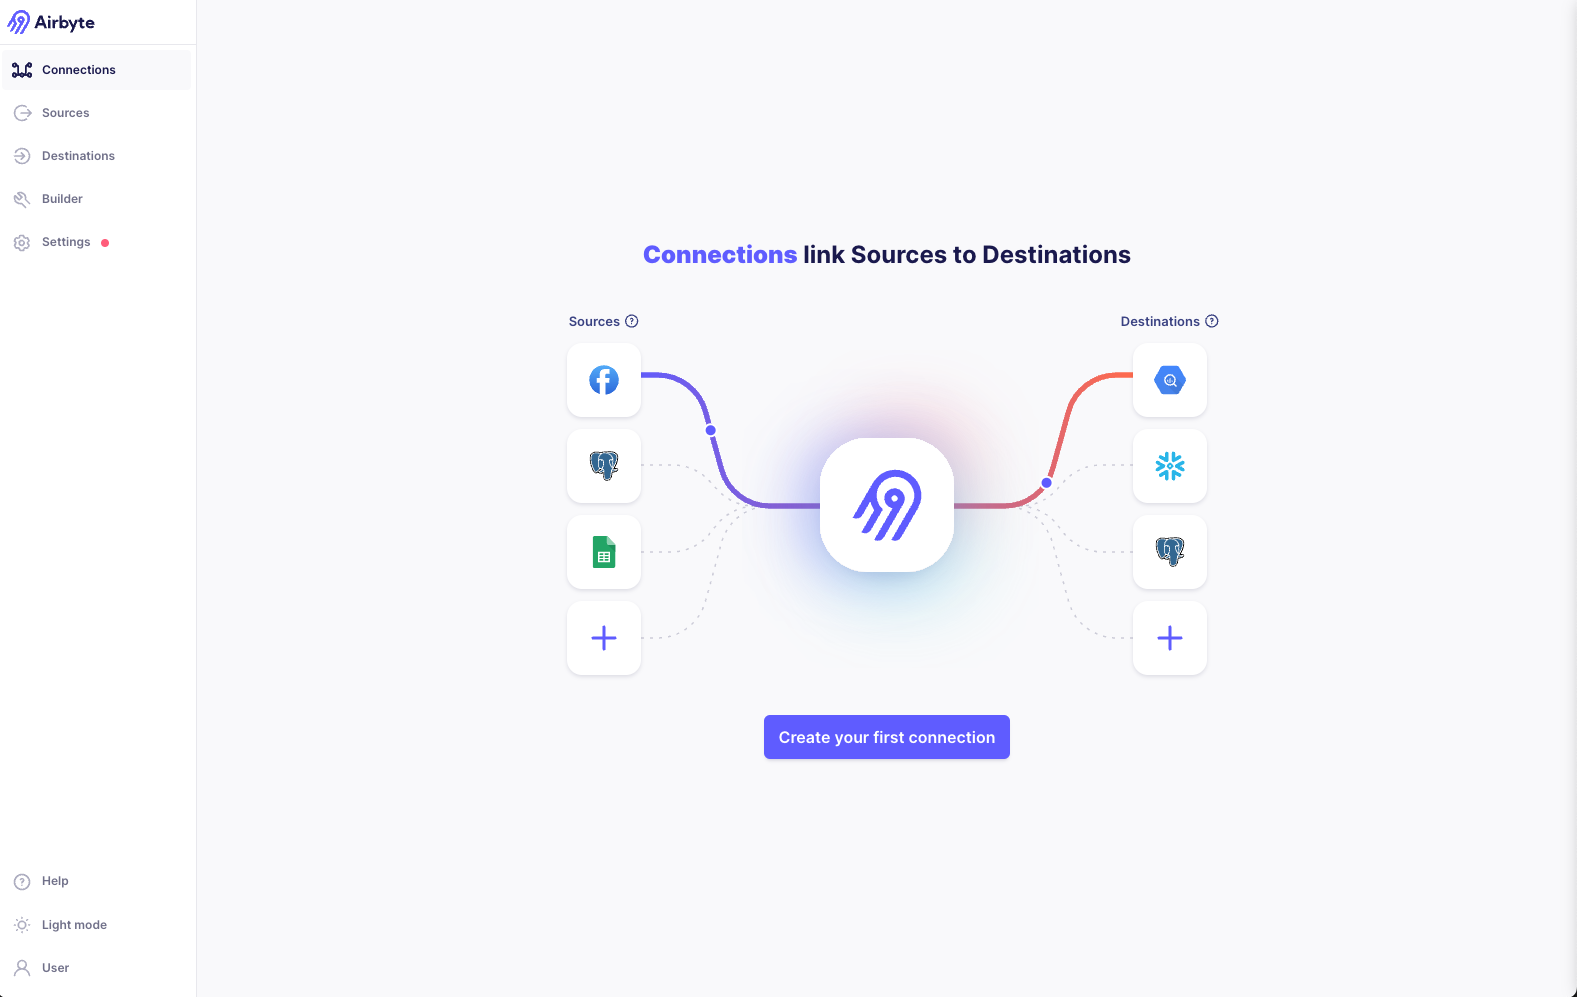 Airbyte
Connections
Sources
Destinations
Builder
Settings
Connections link Sources to Destinations
Sources
Destinations
Create your first connection
Help
Light mode
User